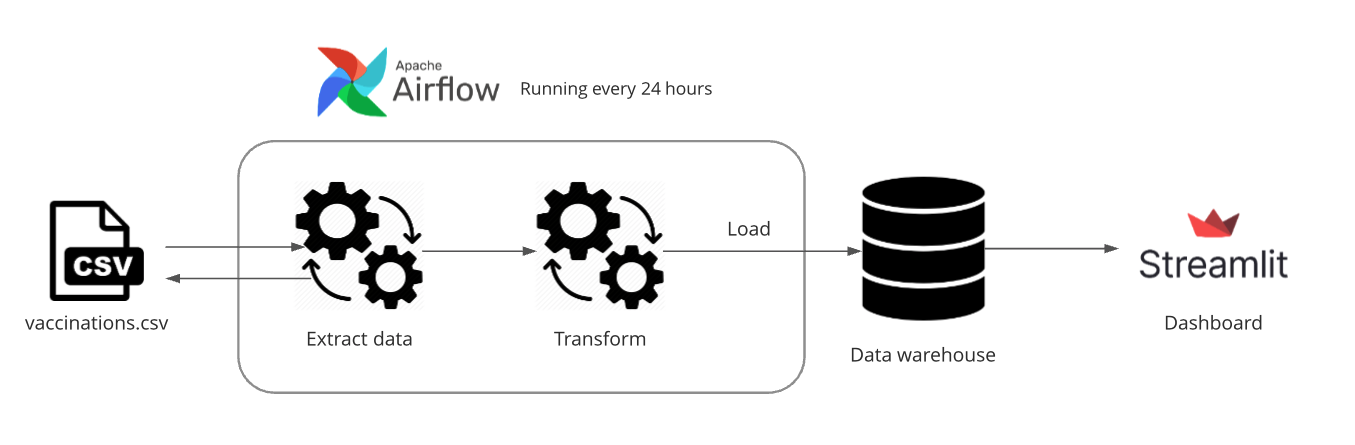 Apache
Airflow
Running every 24 hours
Load
CSV
Streamlit
vaccinations.csv
Extract data
Transform
Data warehouse
Dashboard